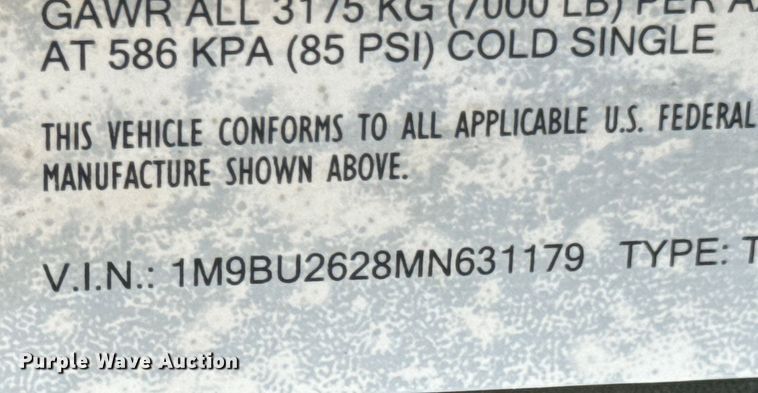 GAWR ALL 3175 KG (7000 LB) PER
AT 586 KPA (85 PSI) COLD SINGLE
THIS VEHICLE CONFORMS TO ALL APPLICABLE U.S. FEDERAL
MANUFACTURE SHOWN ABOVE.
V.I.N.: 1M9BU2628MN631179 TYPE: T
Purple Wave Auction